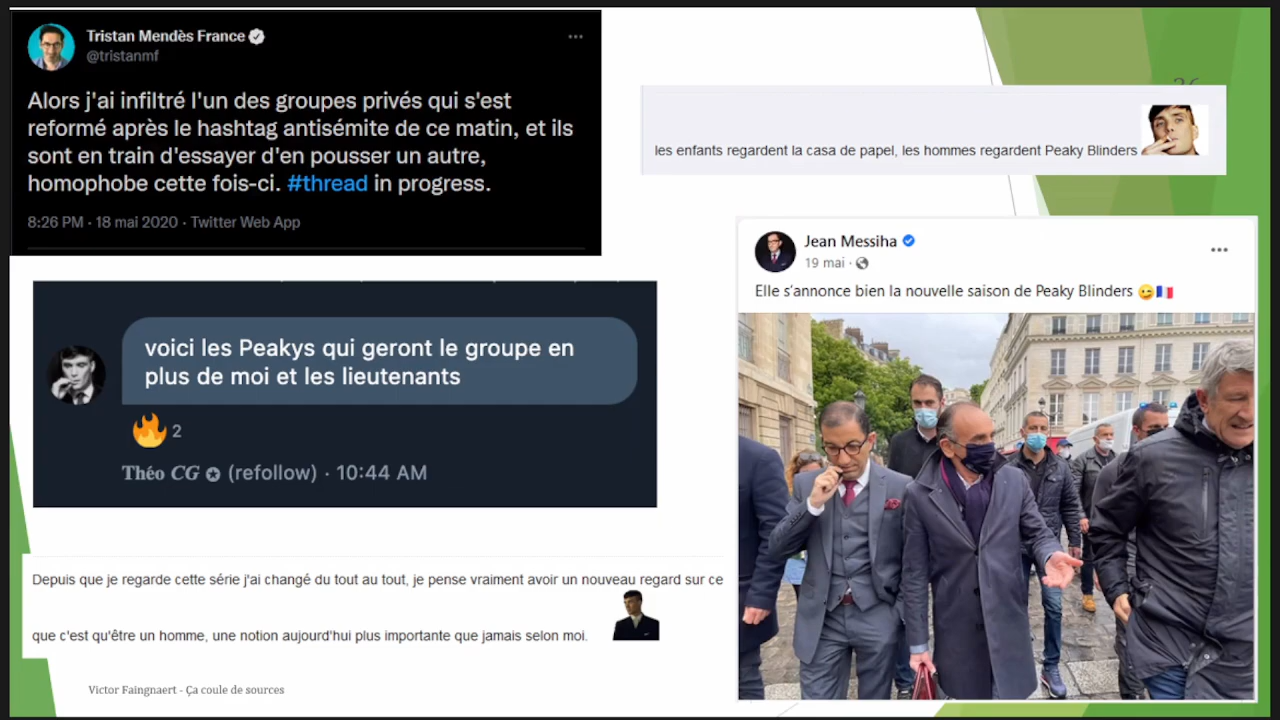 Tristan Mendès France
@tristanmf
Alors j'ai infiltré l'un des groupes privés qui s'est
reformé après le hashtag antisémite de ce matin, et ils
sont en train d'essayer d'en pousser un autre,
homophobe cette fois-ci. #thread in progress.
8:26 PM · 18 mai 2020 · Twitter Web App
les enfants regardent la casa de papel, les hommes regardent Peaky Blinders
voici les Peakys qui geront le groupe en
plus de moi et les lieutenants
2
Théo CG (refollow) · 10:44 AM
Jean Messiha
19 mai ·
Elle s'annonce bien la nouvelle saison de Peaky Blinders
Depuis que je regarde cette série j'ai changé du tout au tout, je pense vraiment avoir un nouveau regard sur ce
que c'est qu'être un homme, une notion aujourd'hui plus importante que jamais selon moi.
Victor Faingnaert - Ça coule de sources